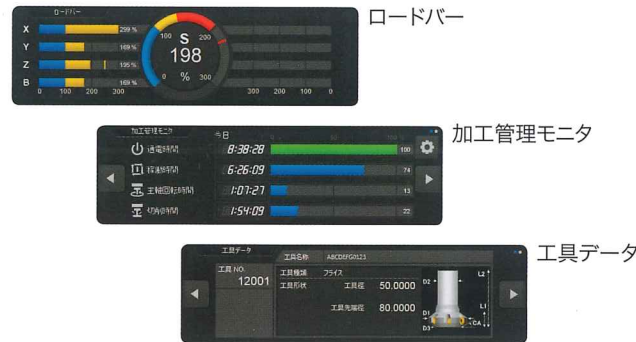 ロードバー
ロードバー
X 299 %
Y 169 %
Z 195 %
B 169 %
0 100 200 300
S
198
%
0 100 200 300
300 200 100 0
加工管理モニタ
加工管理モニタ 今日
通電時間 8:38:28 100
稼働時間 6:26:09 74
主軸回転時間 1:07:27 13
切削時間 1:54:09 22
工具データ
工具データ 工具名称 ABCDEFG0123
工具 NO. 12001
工具種類 フライス
工具形状 工具径 50.0000
工具先端径 80.0000
D2 L2
D1 L1
D3 CA